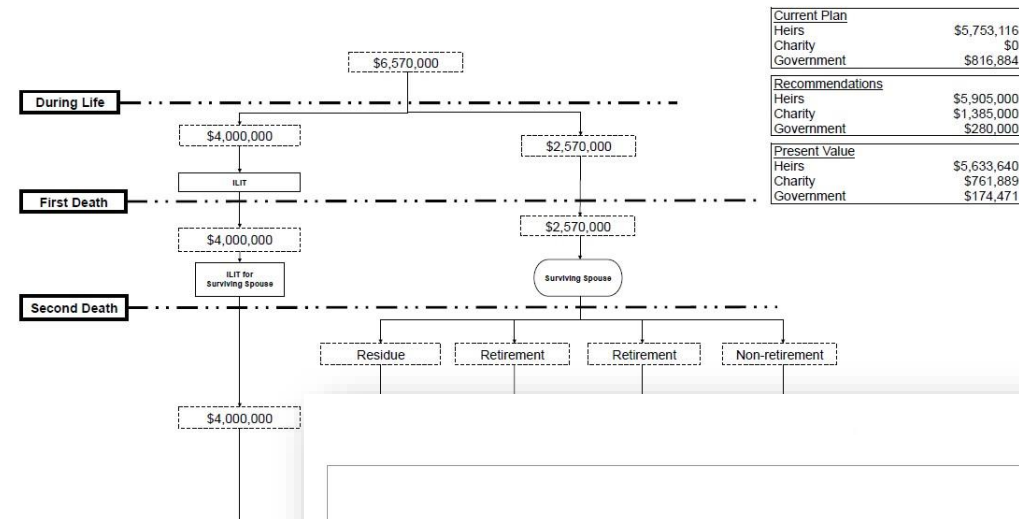 Current Plan
Heirs $5,753,116
Charity $0
Government $816,884
Recommendations
Heirs $5,905,000
Charity $1,385,000
Government $280,000
Present Value
Heirs $5,633,640
Charity $761,889
Government $174,471
$6,570,000
During Life
$4,000,000
$2,570,000
ILIT
First Death
$4,000,000
$2,570,000
ILIT for
Surviving Spouse
Surviving Spouse
Second Death
Residue
Retirement
Retirement
Non-retirement
$4,000,000